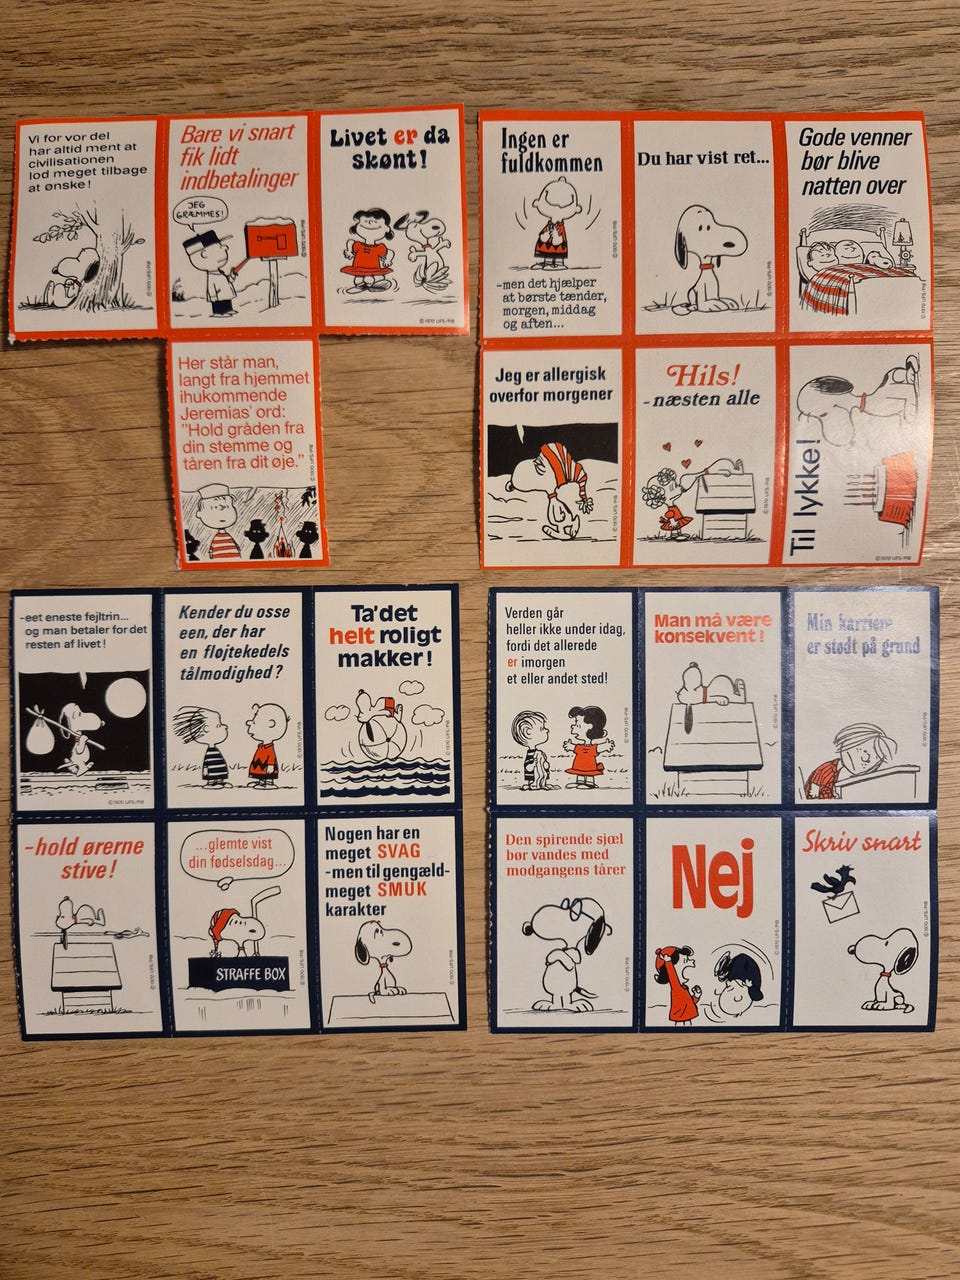 Vi for vor del
har altid ment at
civilisationen
lod meget tilbage
at ønske!
Bare vi snart
fik lidt
indbetalinger
JEG
GRÆMMES!
Livet er da
skønt!
Her står man,
langt fra hjemmet
ihukommende
Jeremias' ord:
"Hold gråden fra
din stemme og
tåren fra dit øje."
Ingen er
fuldkommen
-men det hjælper
at børste tænder,
morgen, middag
og aften...
Du har vist ret...
Gode venner
bør blive
natten over
Jeg er allergisk
overfor morgener
Hils!
-næsten alle
Til lykke!
-eet eneste fejltrin...
og man betaler for det
resten af livet!
Kender du osse
een, der har
en fløjtekedels
tålmodighed?
Ta'det
helt roligt
makker!
-hold ørerne
stive!
...glemte vist
din fødselsdag...
STRAFFE BOX
Nogen har en
meget SVAG
-men til gengæld-
meget SMUK
karakter
Verden går
heller ikke under idag,
fordi det allerede
er imorgen
et eller andet sted!
Man må være
konsekvent!
Min karriere
er stødt på grund
Den spirende sjæl
bør vandes med
modgangens tårer
Nej
Skriv snart